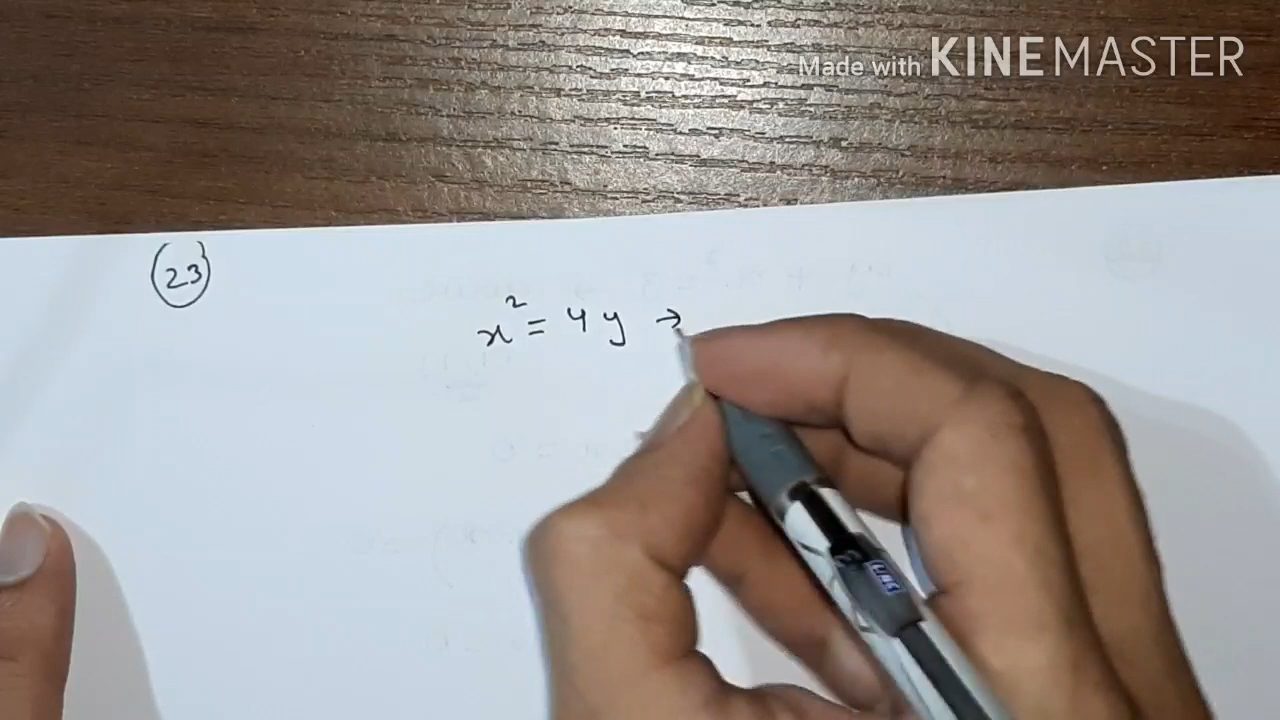 Made with KINEMASTER
23
x² = 4y →